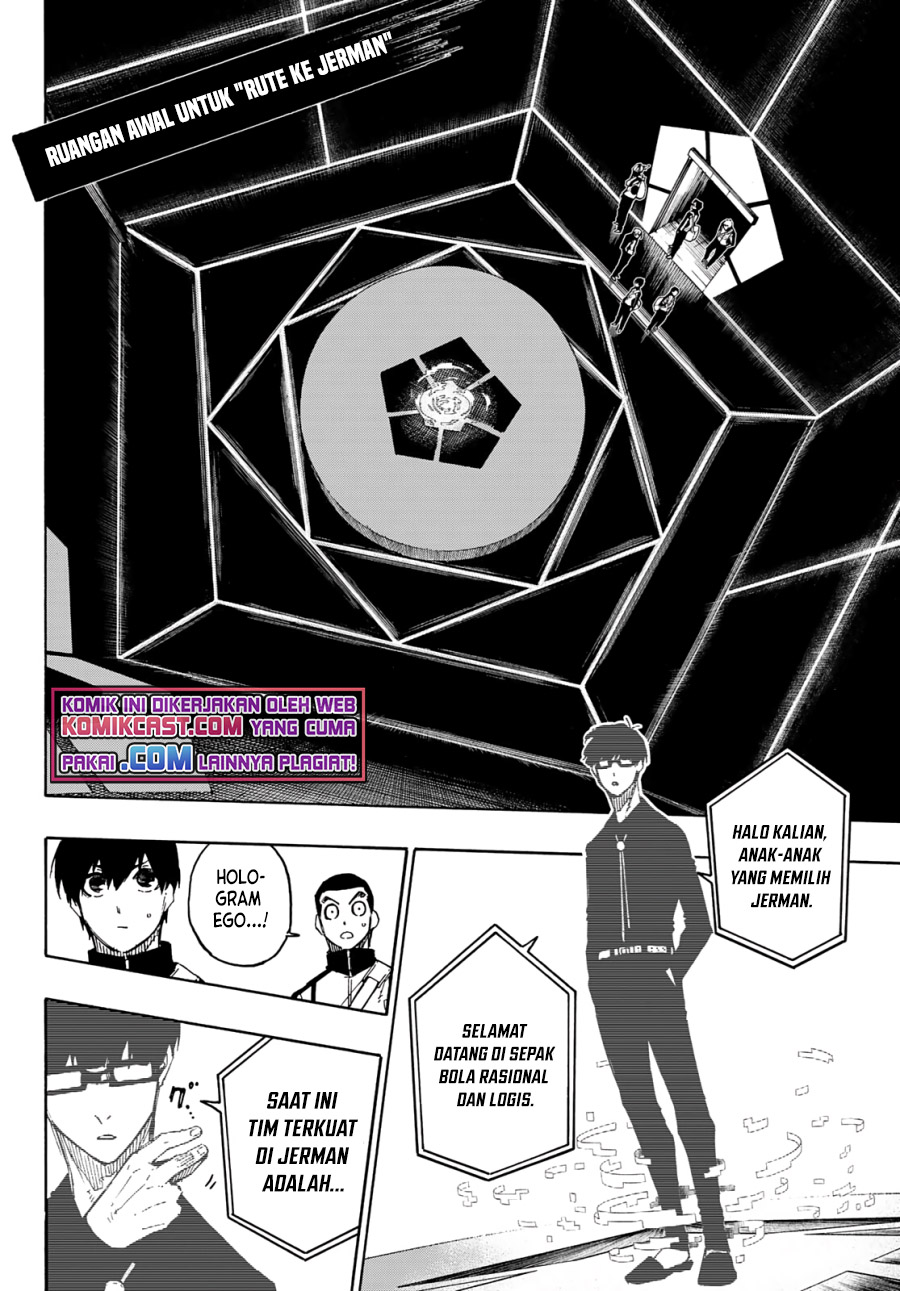 RUANGAN AWAL UNTUK "RUTE KE JERMAN"
KOMIK INI DIKERJAKAN OLEH WEB
KOMIKCAST.COM YANG CUMA
PAKAI .COM LAINNYA PLAGIAT!
HALO KALIAN,
ANAK-ANAK
YANG MEMILIH
JERMAN.
HOLO-
GRAM
EGO...!
SELAMAT
DATANG DI SEPAK
BOLA RASIONAL
DAN LOGIS.
SAAT INI
TIM TERKUAT
DI JERMAN
ADALAH...